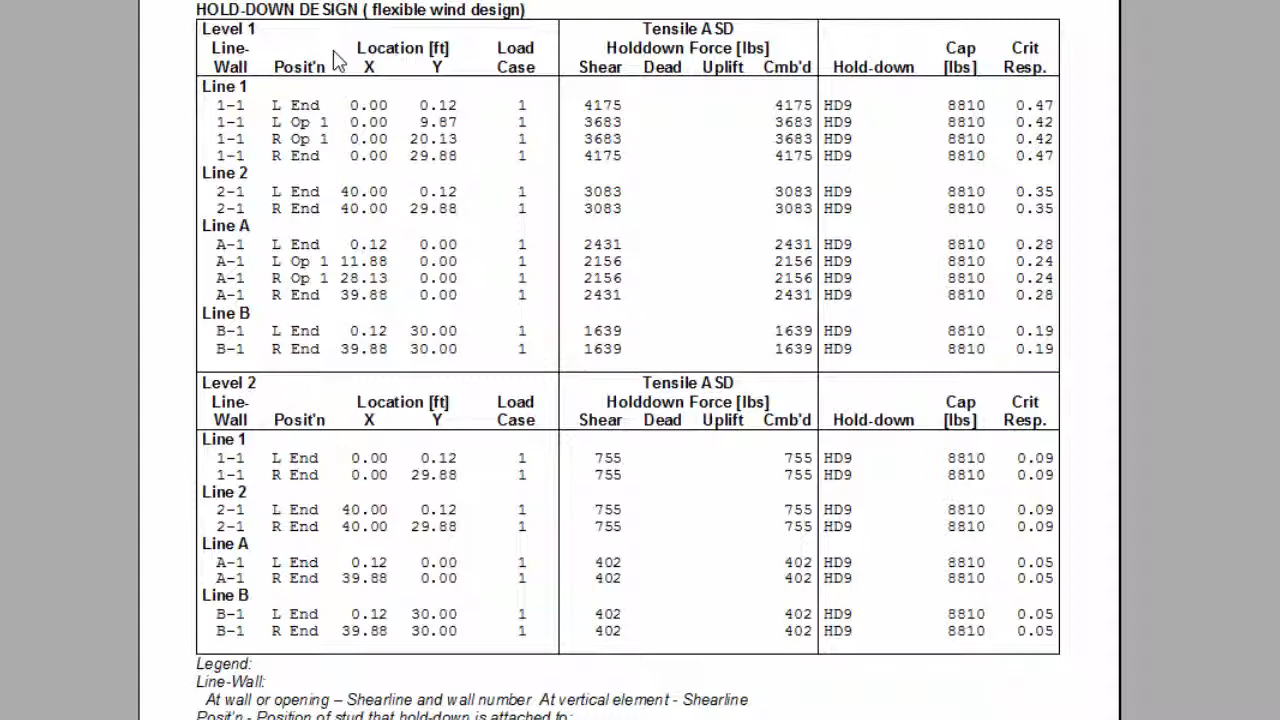 HOLD-DOWN DESIGN ( flexible wind design)
Level 1 Tensile ASD
Line- Location [ft] Load Holddown Force [lbs] Cap Crit
Wall Posit'n X Y Case Shear Dead Uplift Cmb'd Hold-down [lbs] Resp.
Line 1
1-1 L End 0.00 0.12 1 4175 4175 HD9 8810 0.47
1-1 L Op 1 0.00 9.87 1 3683 3683 HD9 8810 0.42
1-1 R Op 1 0.00 20.13 1 3683 3683 HD9 8810 0.42
1-1 R End 0.00 29.88 1 4175 4175 HD9 8810 0.47
Line 2
2-1 L End 40.00 0.12 1 3083 3083 HD9 8810 0.35
2-1 R End 40.00 29.88 1 3083 3083 HD9 8810 0.35
Line A
A-1 L End 0.12 0.00 1 2431 2431 HD9 8810 0.28
A-1 L Op 1 11.88 0.00 1 2156 2156 HD9 8810 0.24
A-1 R Op 1 28.13 0.00 1 2156 2156 HD9 8810 0.24
A-1 R End 39.88 0.00 1 2431 2431 HD9 8810 0.28
Line B
B-1 L End 0.12 30.00 1 1639 1639 HD9 8810 0.19
B-1 R End 39.88 30.00 1 1639 1639 HD9 8810 0.19
Level 2 Tensile ASD
Line- Location [ft] Load Holddown Force [lbs] Cap Crit
Wall Posit'n X Y Case Shear Dead Uplift Cmb'd Hold-down [lbs] Resp.
Line 1
1-1 L End 0.00 0.12 1 755 755 HD9 8810 0.09
1-1 R End 0.00 29.88 1 755 755 HD9 8810 0.09
Line 2
2-1 L End 40.00 0.12 1 755 755 HD9 8810 0.09
2-1 R End 40.00 29.88 1 755 755 HD9 8810 0.09
Line A
A-1 L End 0.12 0.00 1 402 402 HD9 8810 0.05
A-1 R End 39.88 0.00 1 402 402 HD9 8810 0.05
Line B
B-1 L End 0.12 30.00 1 402 402 HD9 8810 0.05
B-1 R End 39.88 30.00 1 402 402 HD9 8810 0.05
Legend:
Line-Wall:
At wall or opening – Shearline and wall number At vertical element - Shearline
Posit'n - Position of stud that hold-down is attached to: